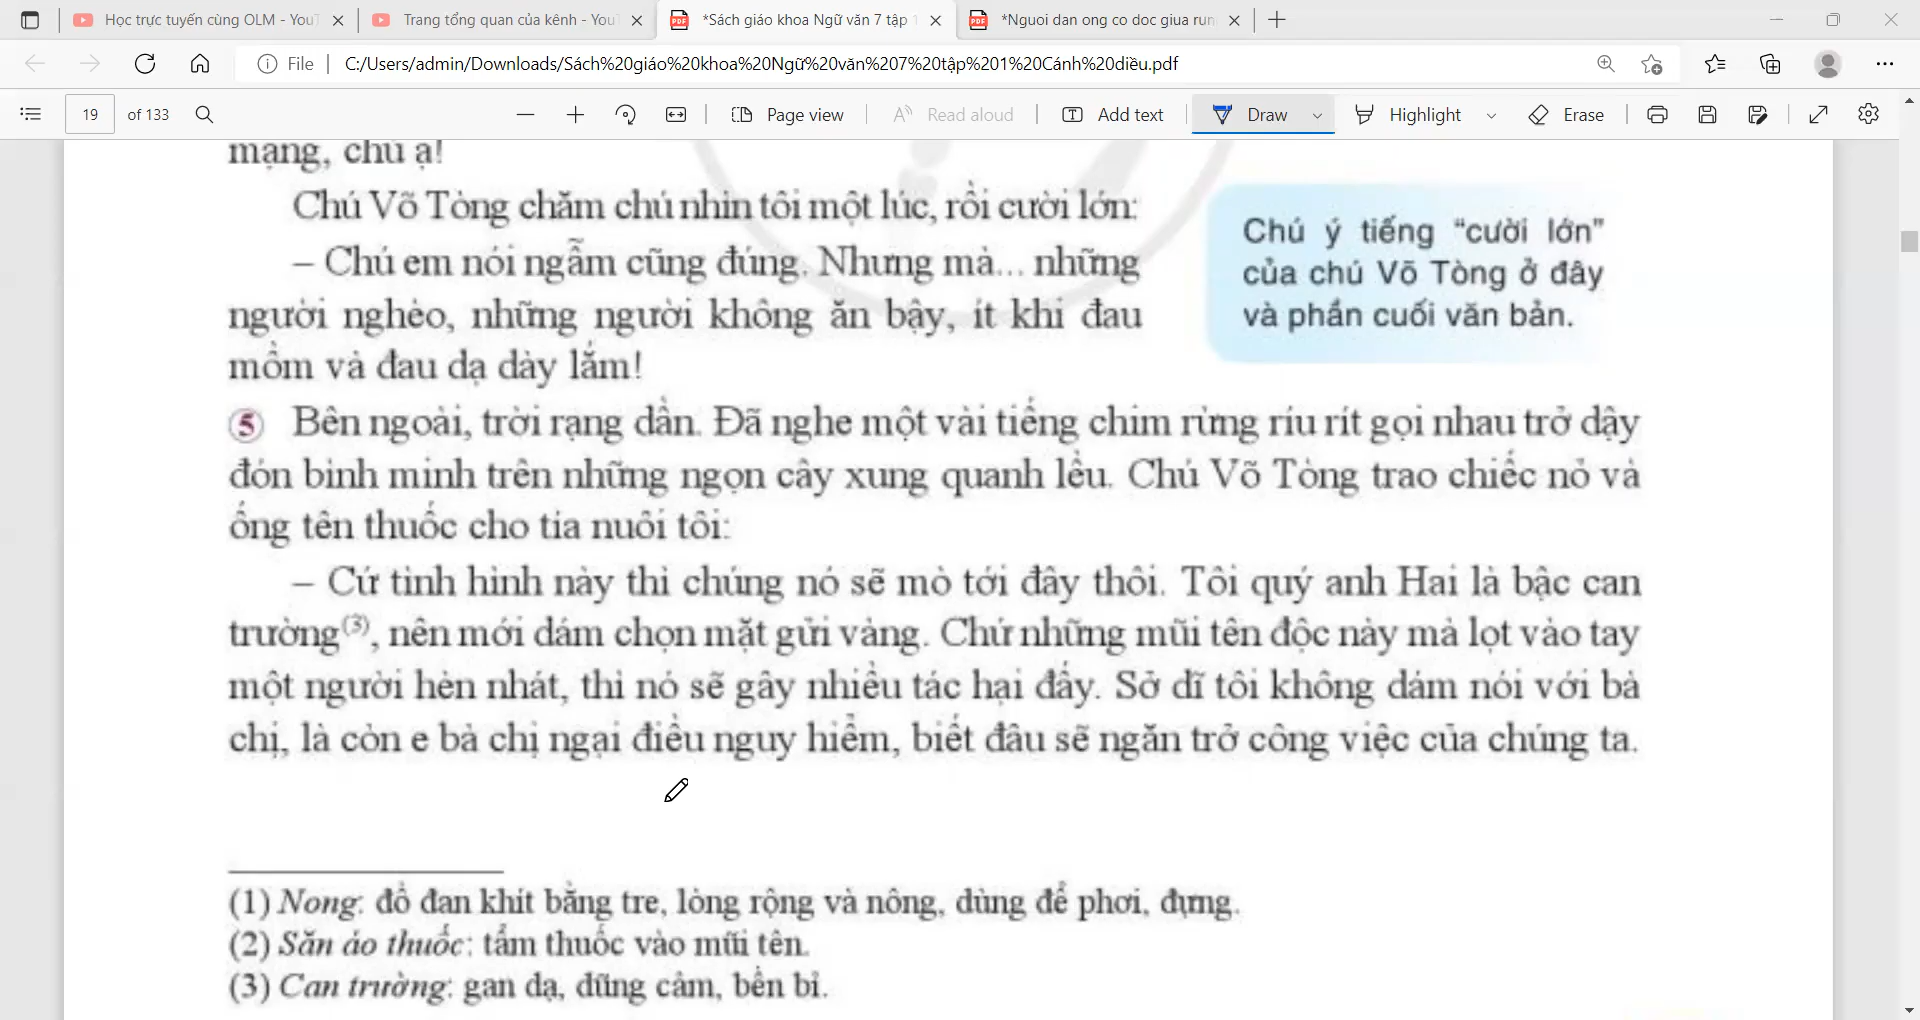 Học trực tuyến cùng OLM - You
Trang tổng quan của kênh - You
*Sách giáo khoa Ngữ văn 7 tập 1
*Nguoi dan ong co doc giua run
File
C:/Users/admin/Downloads/Sách%20giáo%20khoa%20Ngữ%20văn%207%20tập%201%20Cánh%20diều.pdf
19 of 133
Page view
Read aloud
Add text
Draw
Highlight
Erase
mạng, chú ạ!
Chú Võ Tòng chăm chú nhìn tôi một lúc, rồi cười lớn:
– Chú em nói ngẫm cũng đúng. Nhưng mà... những
người nghèo, những người không ăn bậy, ít khi đau
mồm và đau dạ dày lắm!
Chú ý tiếng “cười lớn”
của chú Võ Tòng ở đây
và phần cuối văn bản.
5 Bên ngoài, trời rạng dần. Đã nghe một vài tiếng chim rừng ríu rít gọi nhau trở dậy
đón bình minh trên những ngọn cây xung quanh lều. Chú Võ Tòng trao chiếc nỏ và
ống tên thuốc cho tía nuôi tôi:
– Cứ tình hình này thì chúng nó sẽ mò tới đây thôi. Tôi quý anh Hai là bậc can
trường(3), nên mới dám chọn mặt gửi vàng. Chứ những mũi tên độc này mà lọt vào tay
một người hèn nhát, thì nó sẽ gây nhiều tác hại đấy. Sở dĩ tôi không dám nói với bà
chị, là còn e bà chị ngại điều nguy hiểm, biết đâu sẽ ngăn trở công việc của chúng ta.
(1) Nong: đồ đan khít bằng tre, lòng rộng và nông, dùng để phơi, đựng.
(2) Săn áo thuốc: tẩm thuốc vào mũi tên.
(3) Can trường: gan dạ, dũng cảm, bền bỉ.